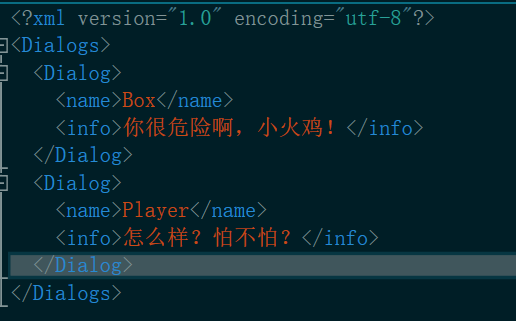 <?xml version="1.0" encoding="utf-8"?>
<Dialogs>
<Dialog>
<name>Box</name>
<info>你很危险啊，小火鸡！</info>
</Dialog>
<Dialog>
<name>Player</name>
<info>怎么样？怕不怕？</info>
</Dialog>
</Dialogs>